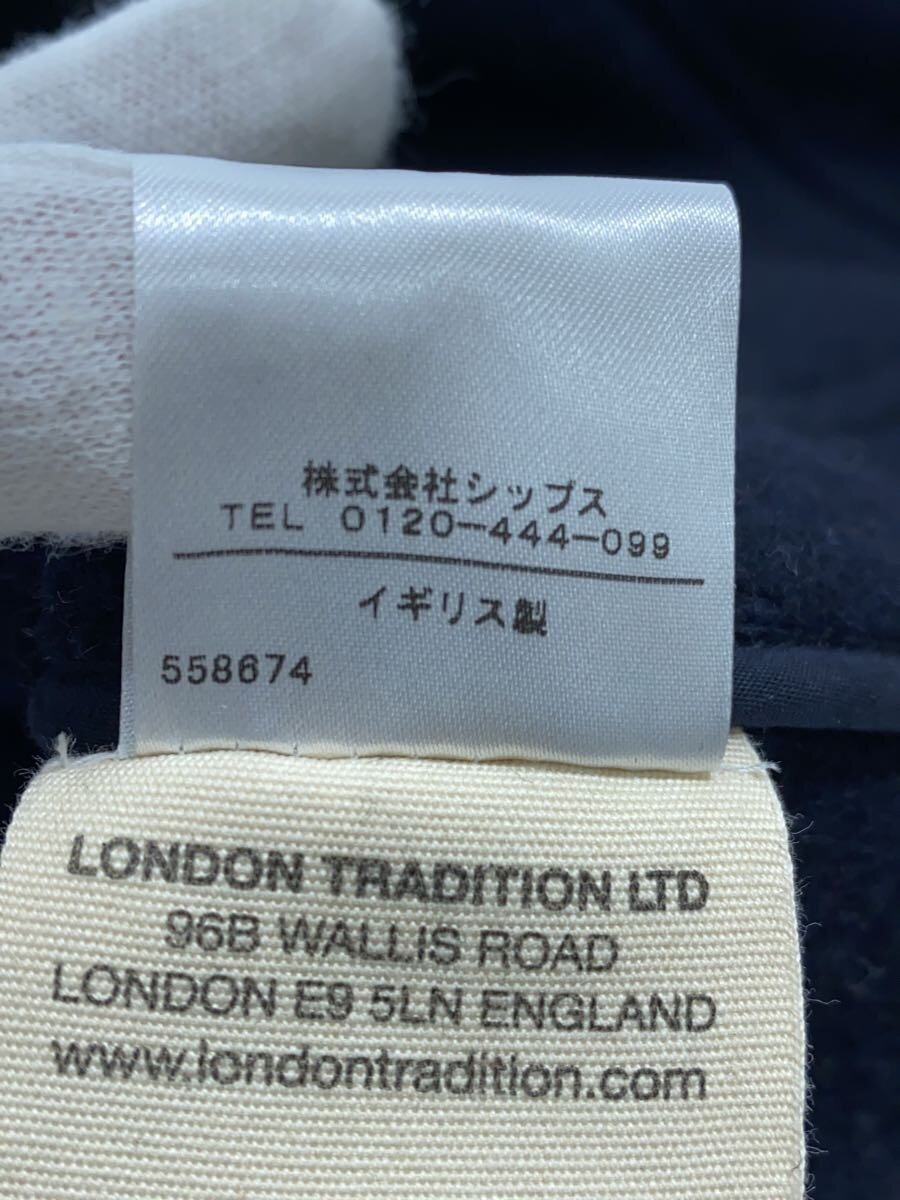 株式会社シップス
TEL 0120-444-099
イギリス製
558674
LONDON TRADITION LTD
96B WALLIS ROAD
LONDON E9 5LN ENGLAND
www.londontradition.com